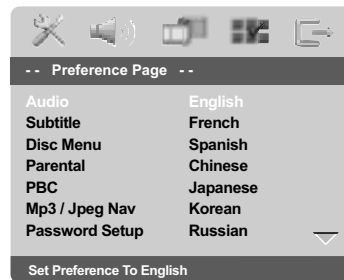 - -  Preference Page  - -
Audio English
Subtitle French
Disc Menu Spanish
Parental Chinese
PBC Japanese
Mp3 / Jpeg Nav Korean
Password Setup Russian
Set Preference To English